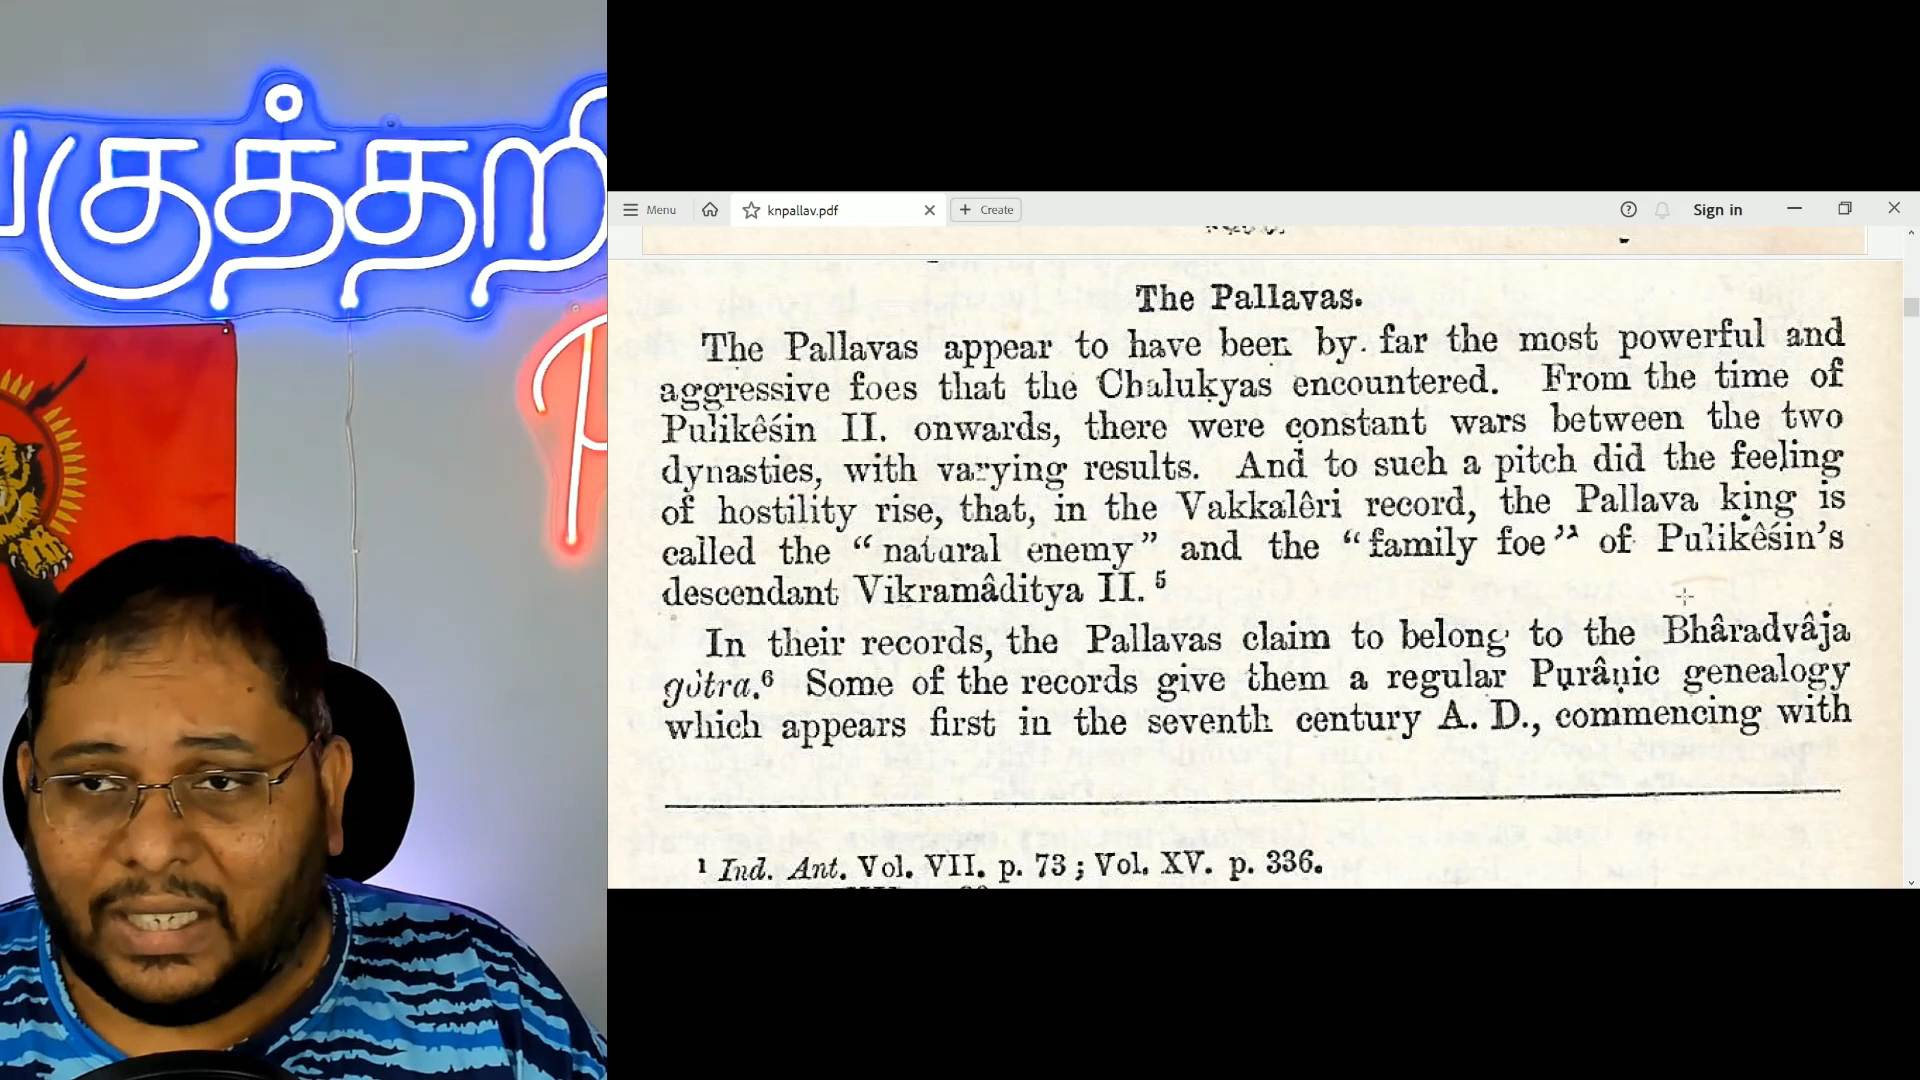 குத்தறி
Menu
knpallav.pdf
Create
Sign in
The Pallavas.
The Pallavas appear to have been by far the most powerful and
aggressive foes that the Chalukyas encountered. From the time of
Pulikêśin II. onwards, there were constant wars between the two
dynasties, with varying results. And to such a pitch did the feeling
of hostility rise, that, in the Vakkalêri record, the Pallava king is
called the “natural enemy” and the “family foe” of Pulikêśin's
descendant Vikramâditya II. 5
In their records, the Pallavas claim to belong to the Bhâradvâja
gôtra.6 Some of the records give them a regular Purâṇic genealogy
which appears first in the seventh century A. D., commencing with
1 Ind. Ant. Vol. VII. p. 73 ; Vol. XV. p. 336.